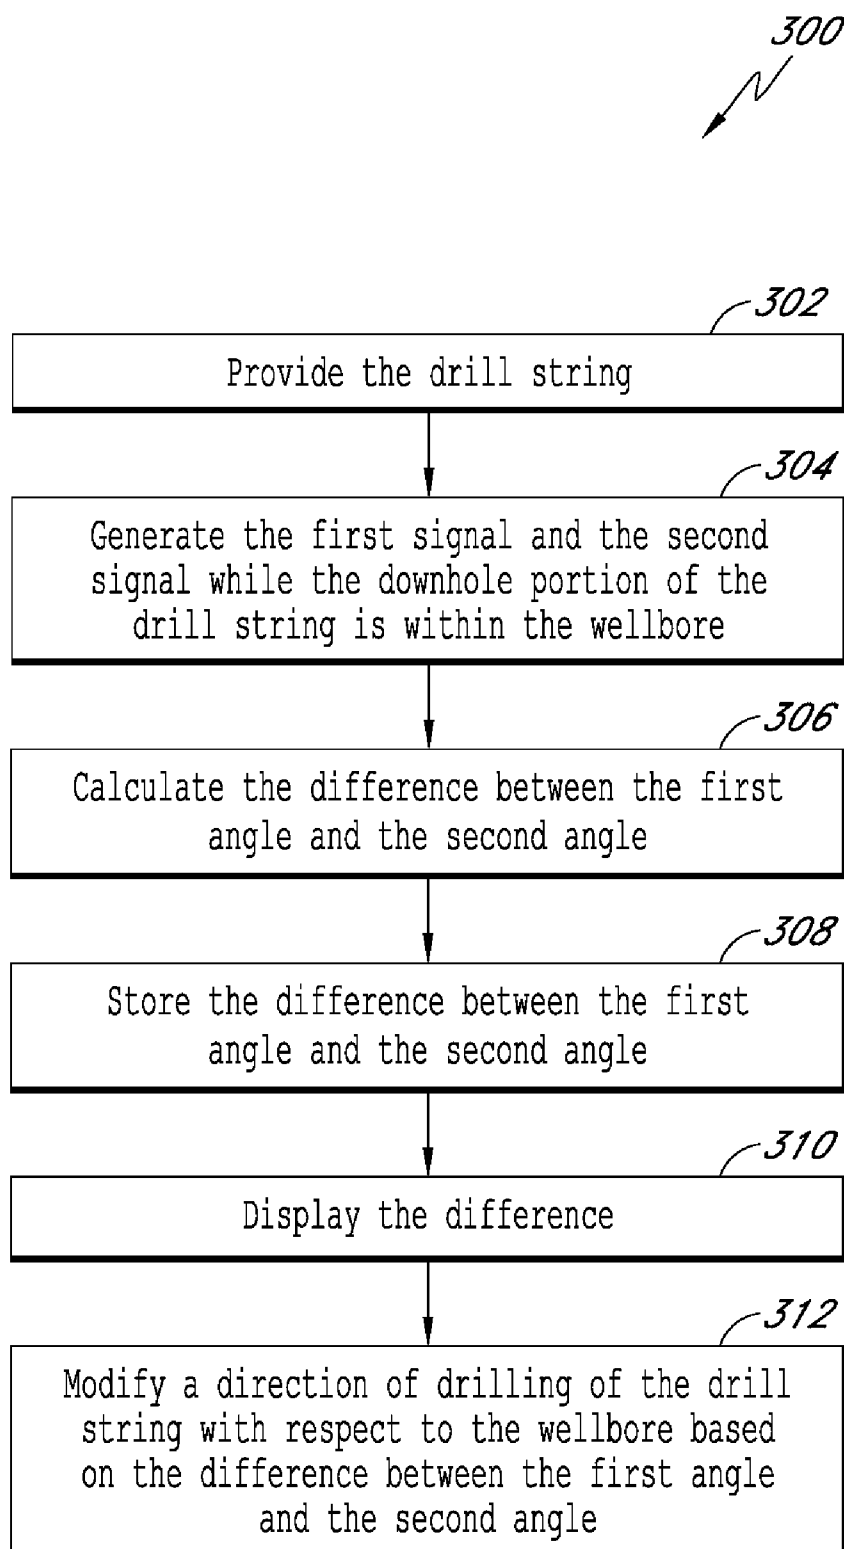 300
302
Provide the drill string
304
Generate the first signal and the second
signal while the downhole portion of the
drill string is within the wellbore
306
Calculate the difference between the first
angle and the second angle
308
Store the difference between the first
angle and the second angle
310
Display the difference
312
Modify a direction of drilling of the drill
string with respect to the wellbore based
on the difference between the first angle
and the second angle